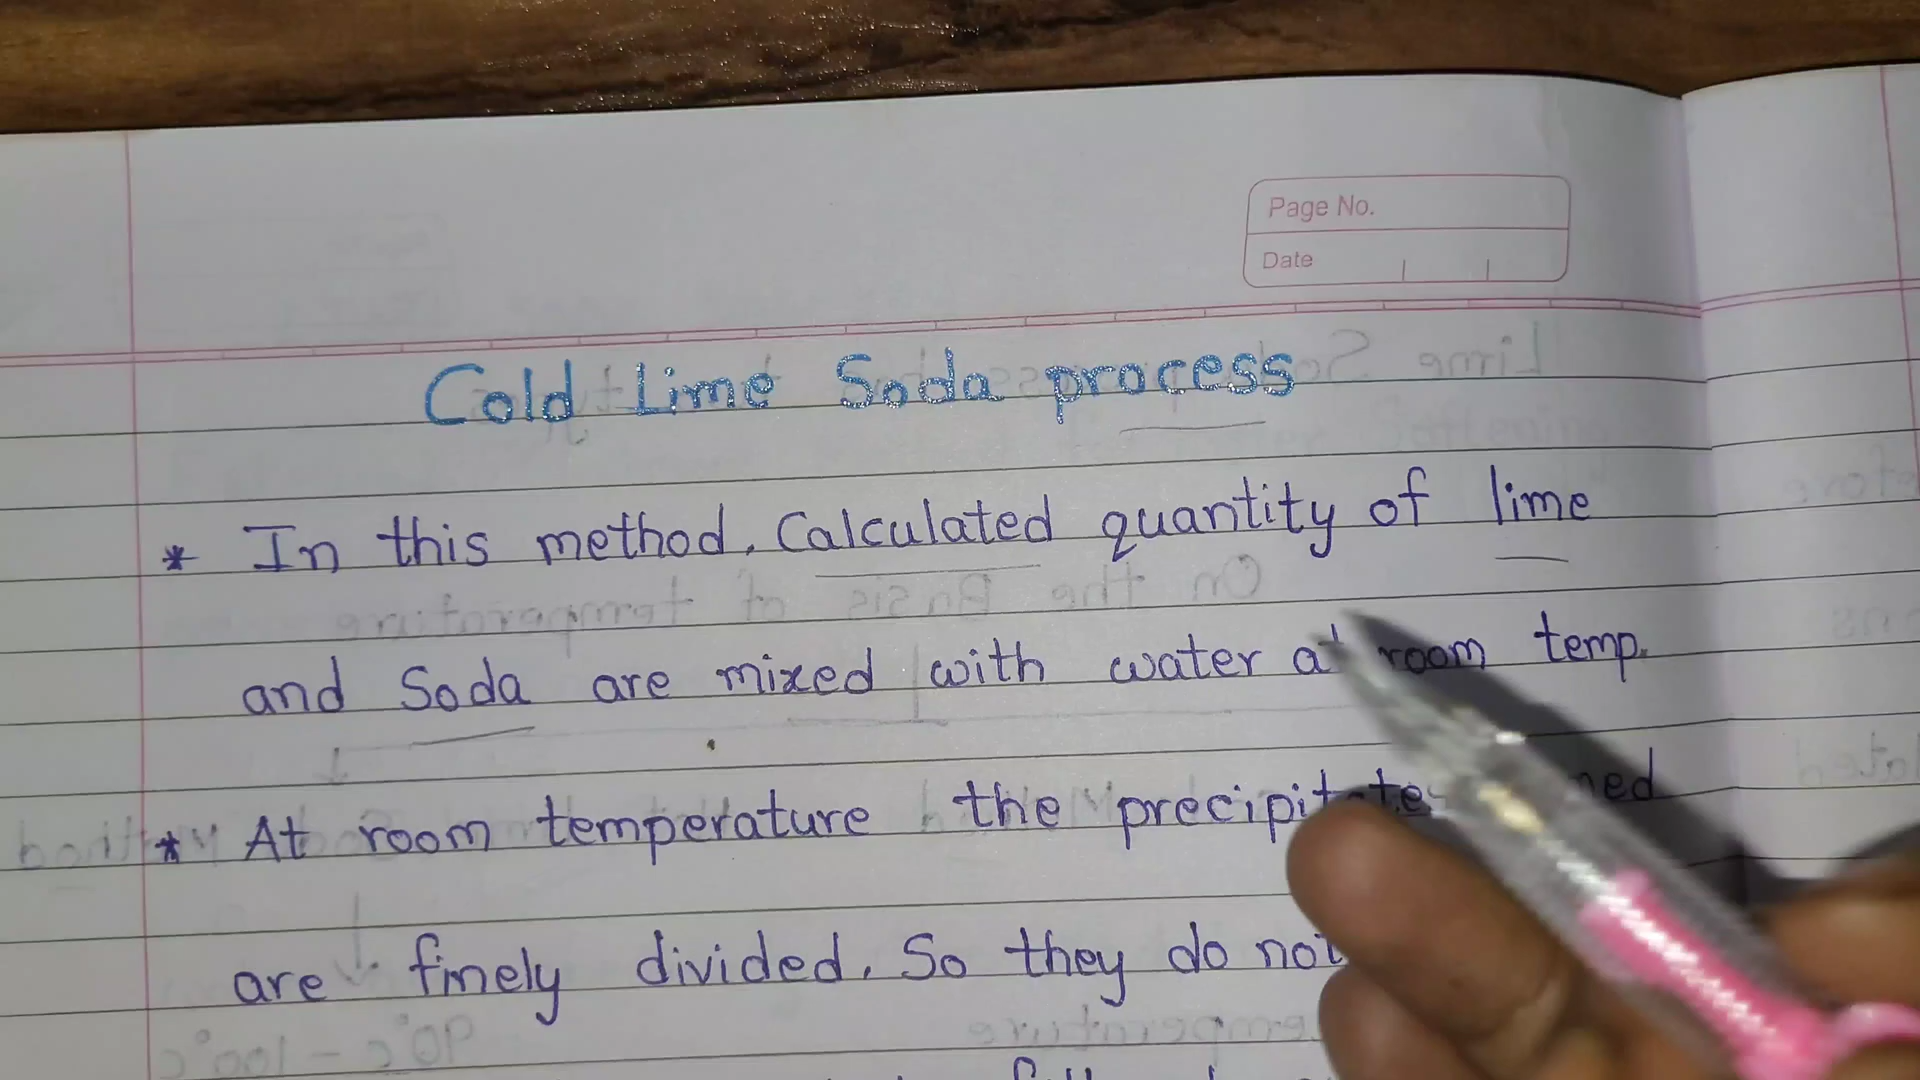 Page No.
Date
Cold Lime Soda process
* In this method. Calculated quantity of lime
and Soda are mixed with water at room temp.
* At room temperature the precipitates
are finely divided. So they do not